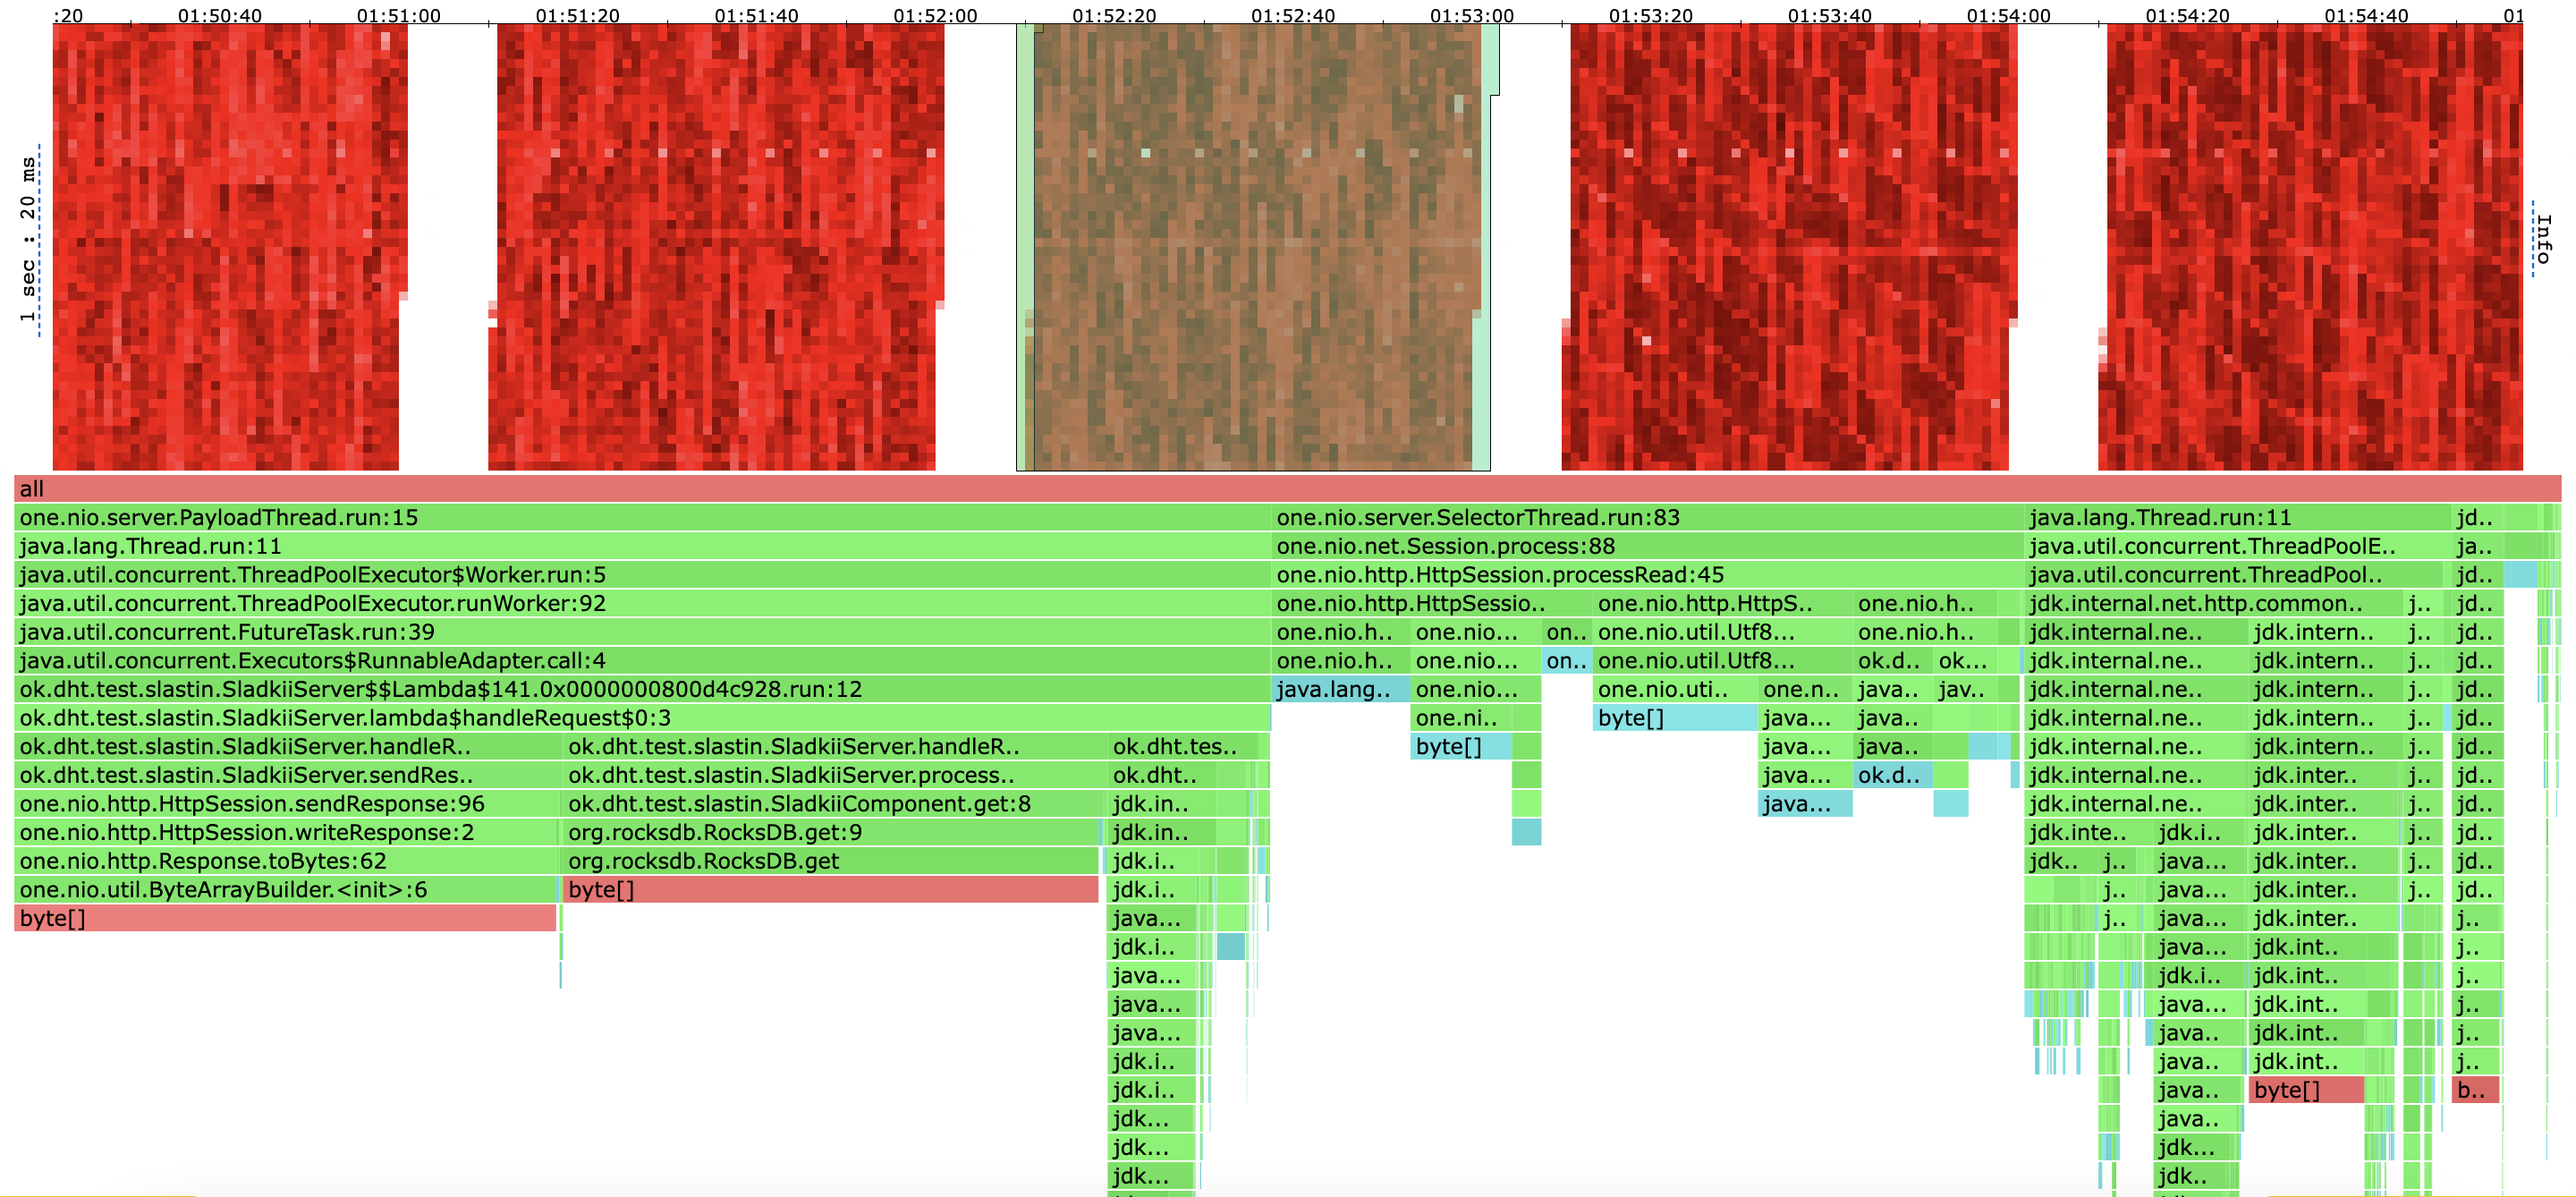 :20 01:50:40 01:51:00 01:51:20 01:51:40 01:52:00 01:52:20 01:52:40 01:53:00 01:53:20 01:53:40 01:54:00 01:54:20 01:54:40 01
1 sec : 20 ms
Info
all
one.nio.server.PayloadThread.run:15 one.nio.server.SelectorThread.run:83 java.lang.Thread.run:11 jd..
java.lang.Thread.run:11 one.nio.net.Session.process:88 java.util.concurrent.ThreadPoolE.. ja..
java.util.concurrent.ThreadPoolExecutor$Worker.run:5 one.nio.http.HttpSession.processRead:45 java.util.concurrent.ThreadPool.. jd..
java.util.concurrent.ThreadPoolExecutor.runWorker:92 one.nio.http.HttpSessio.. one.nio.http.HttpS.. one.nio.h.. jdk.internal.net.http.common.. j.. jd..
java.util.concurrent.FutureTask.run:39 one.nio.h.. one.nio... on.. one.nio.util.Utf8... one.nio.h.. jdk.internal.ne.. jdk.intern.. j.. jd..
java.util.concurrent.Executors$RunnableAdapter.call:4 one.nio.h.. one.nio... on.. one.nio.util.Utf8... ok.d.. ok... jdk.internal.ne.. jdk.intern.. j.. jd..
ok.dht.test.slastin.SladkiiServer$$Lambda$141.0x0000000800d4c928.run:12 java.lang.. one.nio... one.nio.uti.. one.n.. java.. jav.. jdk.internal.ne.. jdk.intern.. j.. jd..
ok.dht.test.slastin.SladkiiServer.lambda$handleRequest$0:3 one.ni.. byte[] java... java.. jdk.internal.ne.. jdk.intern.. j.. jd..
ok.dht.test.slastin.SladkiiServer.handleR.. ok.dht.test.slastin.SladkiiServer.handleR.. ok.dht.tes.. byte[] java... java.. jdk.internal.ne.. jdk.intern.. j.. jd..
ok.dht.test.slastin.SladkiiServer.sendRes.. ok.dht.test.slastin.SladkiiServer.process.. ok.dht.. java... ok.d.. jdk.internal.ne.. jdk.inter.. j.. jd..
one.nio.http.HttpSession.sendResponse:96 ok.dht.test.slastin.SladkiiComponent.get:8 jdk.in.. java... jdk.internal.ne.. jdk.inter.. j.. jd..
one.nio.http.HttpSession.writeResponse:2 org.rocksdb.RocksDB.get:9 jdk.in.. jdk.inte.. jdk.i.. jdk.inter.. j.. jd..
one.nio.http.Response.toBytes:62 org.rocksdb.RocksDB.get jdk.i.. jdk.. j.. java... jdk.inter.. j.. jd..
one.nio.util.ByteArrayBuilder.<init>:6 byte[] jdk.i.. j.. java... jdk.inter.. j.. jd..
byte[] java... j.. java... jdk.inter.. j..
jdk.i.. java... jdk.int.. j..
java... jdk.i.. jdk.int.. j..
java... java... jdk.int.. j..
java... java.. jdk.int.. j..
jdk.i.. java.. jdk.int.. j..
jdk.i.. java.. byte[] b..
jdk... java..
jdk... jdk...
jdk... jdk..